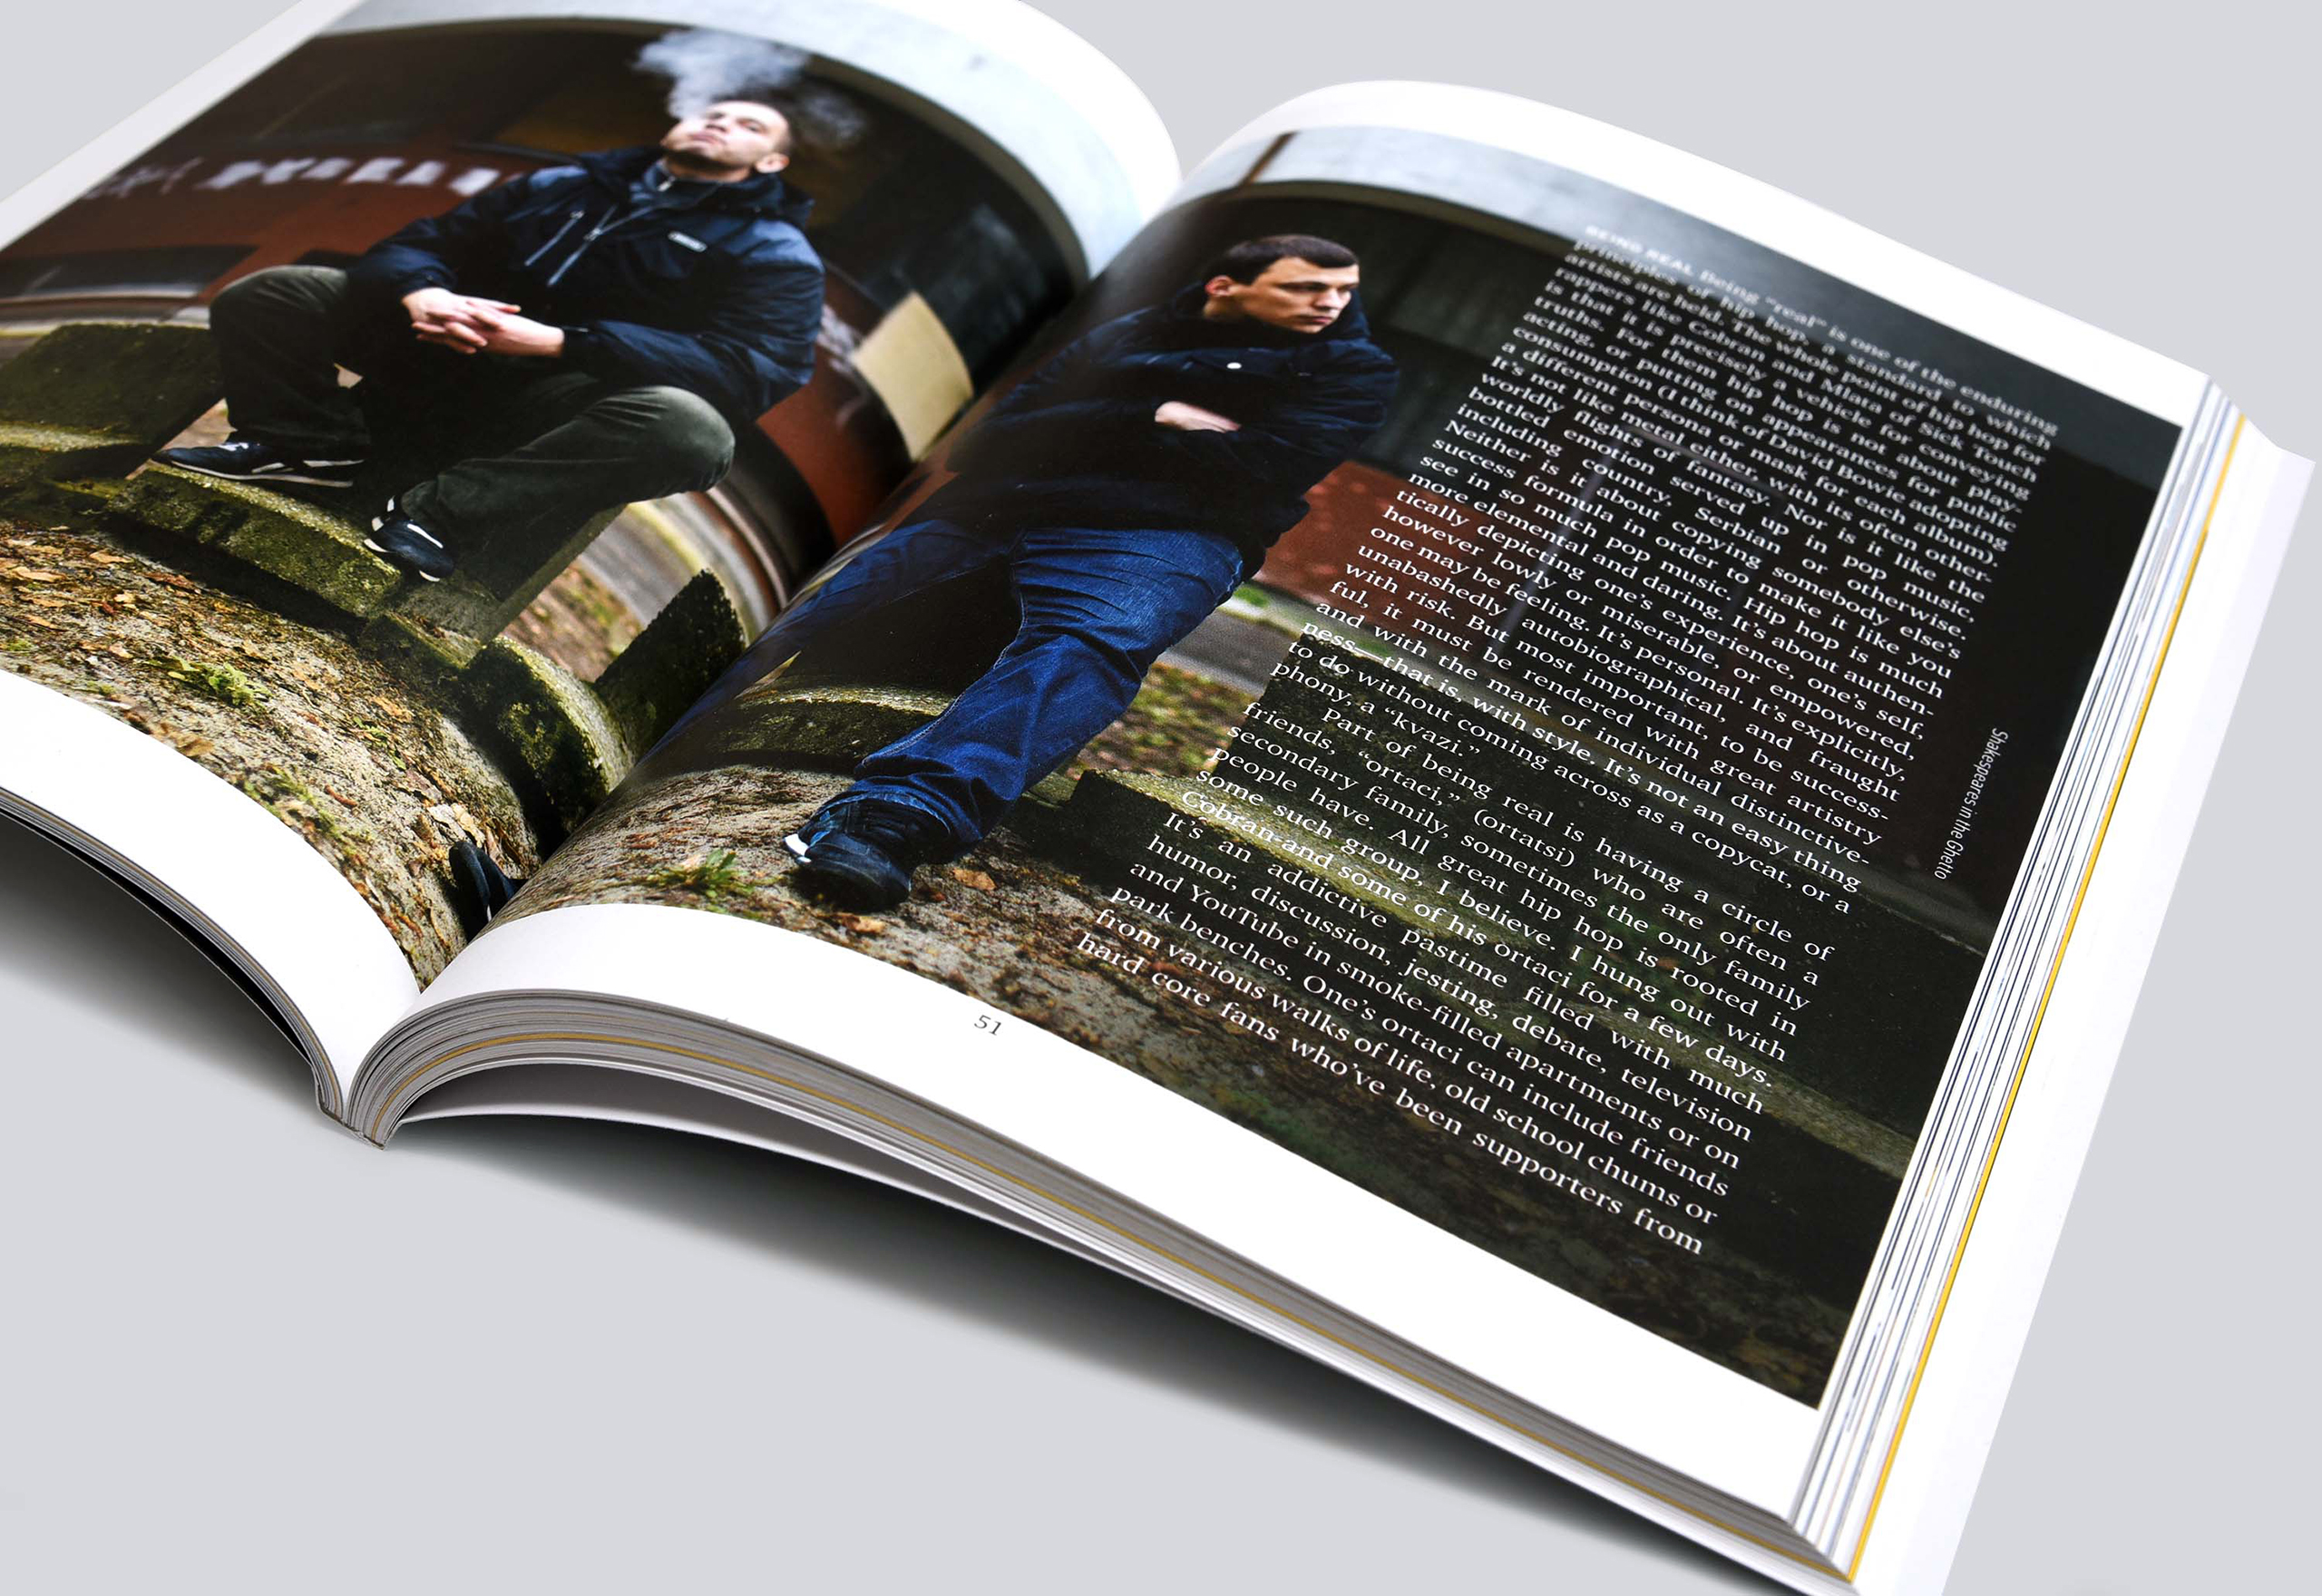 BEING REAL Being “real” is one of the enduring
principles of hip hop, a standard to which
artists are held. The whole point of hip hop for
rappers like Cobran and Mflara of Sick Touch
is that it is precisely a vehicle for conveying
truths. For them hip hop is not about play-
acting, or putting on appearances for public
consumption (I think of David Bowie adopting
a different persona or mask for each album).
It’s not like metal either, with its often other-
worldly flights of fantasy. Nor is it like the
bottled emotion served up in pop music,
including country, Serbian or otherwise.
Neither is it about copying somebody else’s
success formula in order to make it like you
see in so much pop music. Hip hop is much
more elemental and daring. It’s about authen-
tically depicting one’s experience, one’s self,
however lowly or miserable, or empowered,
one may be feeling. It’s personal. It’s explicitly,
unabashedly autobiographical, and fraught
with risk. But most important, to be success-
ful, it must be rendered with great artistry
and with the mark of individual distinctive-
ness—that is, with style. It’s not an easy thing
to do without coming across as a copycat, or a
phony, a “kvazi.”
Part of being real is having a circle of
friends, “ortaci,” (ortatsi) who are often a
secondary family, sometimes the only family
people have. All great hip hop is rooted in
some such group, I believe. I hung out with
Cobran and some of his ortaci for a few days.
It’s an addictive pastime filled with much
humor, discussion, jesting, debate, television
and YouTube in smoke-filled apartments or on
park benches. One’s ortaci can include friends
from various walks of life, old school chums or
hard core fans who’ve been supporters from
Shakespeares in the Ghetto
51